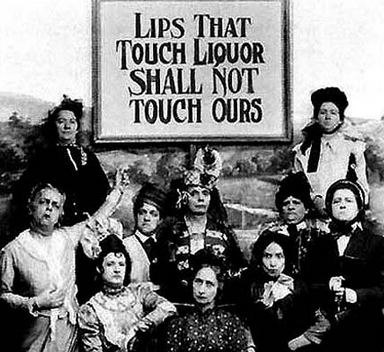 LIPS THAT
TOUCH LIQUOR
SHALL NOT
TOUCH OURS